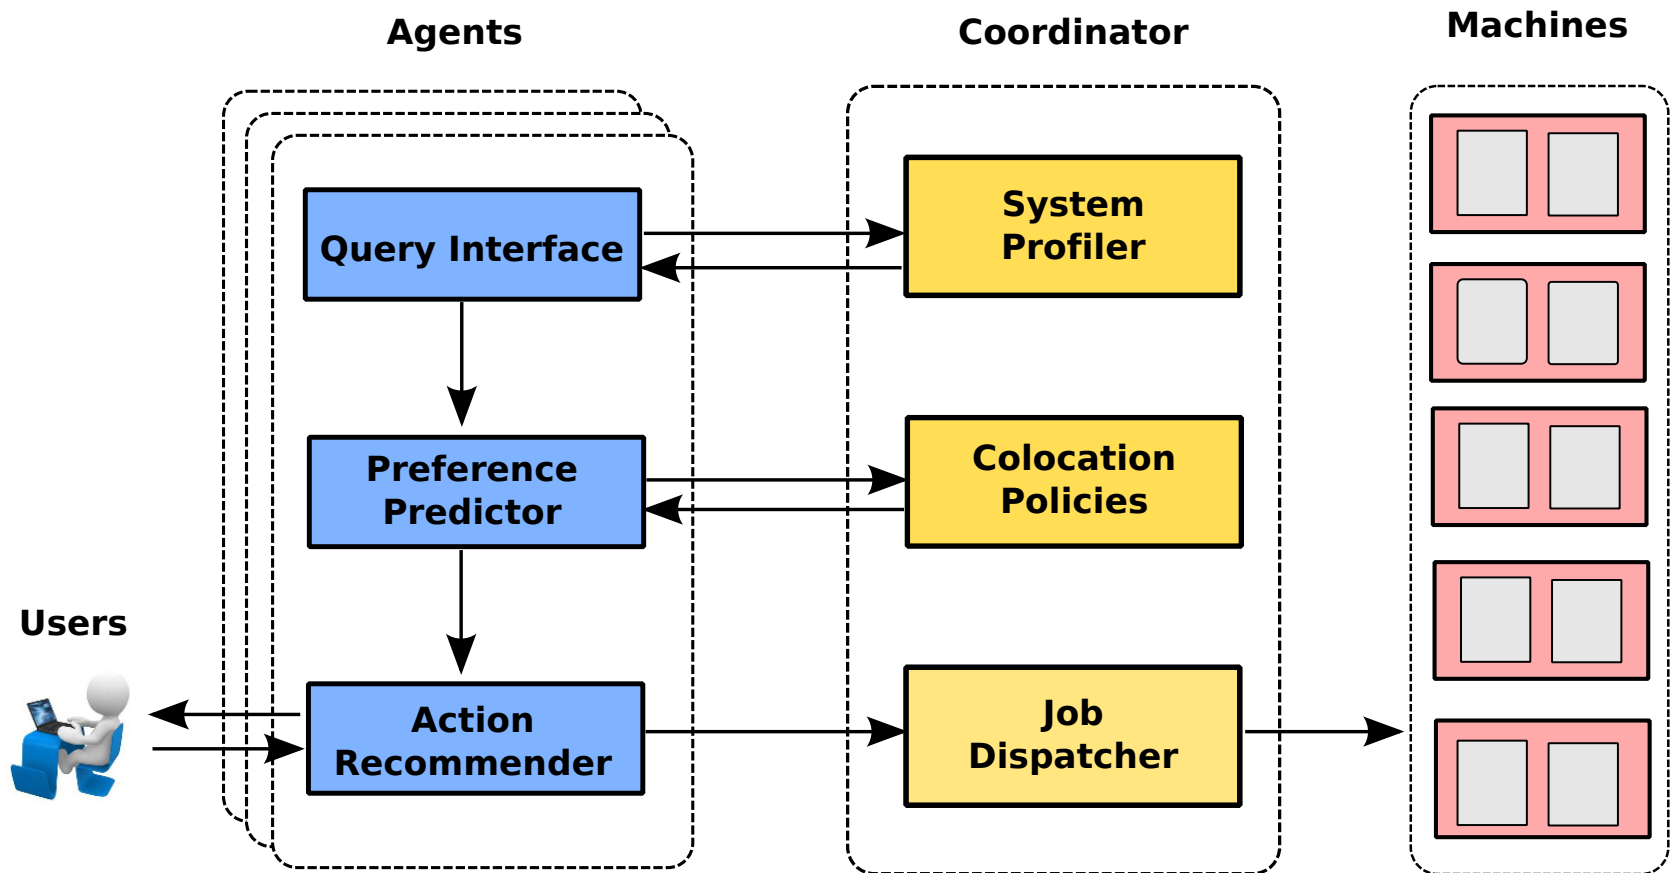 Agents
Coordinator
Machines
Query Interface
System
Profiler
Preference
Predictor
Colocation
Policies
Users
Action
Recommender
Job
Dispatcher